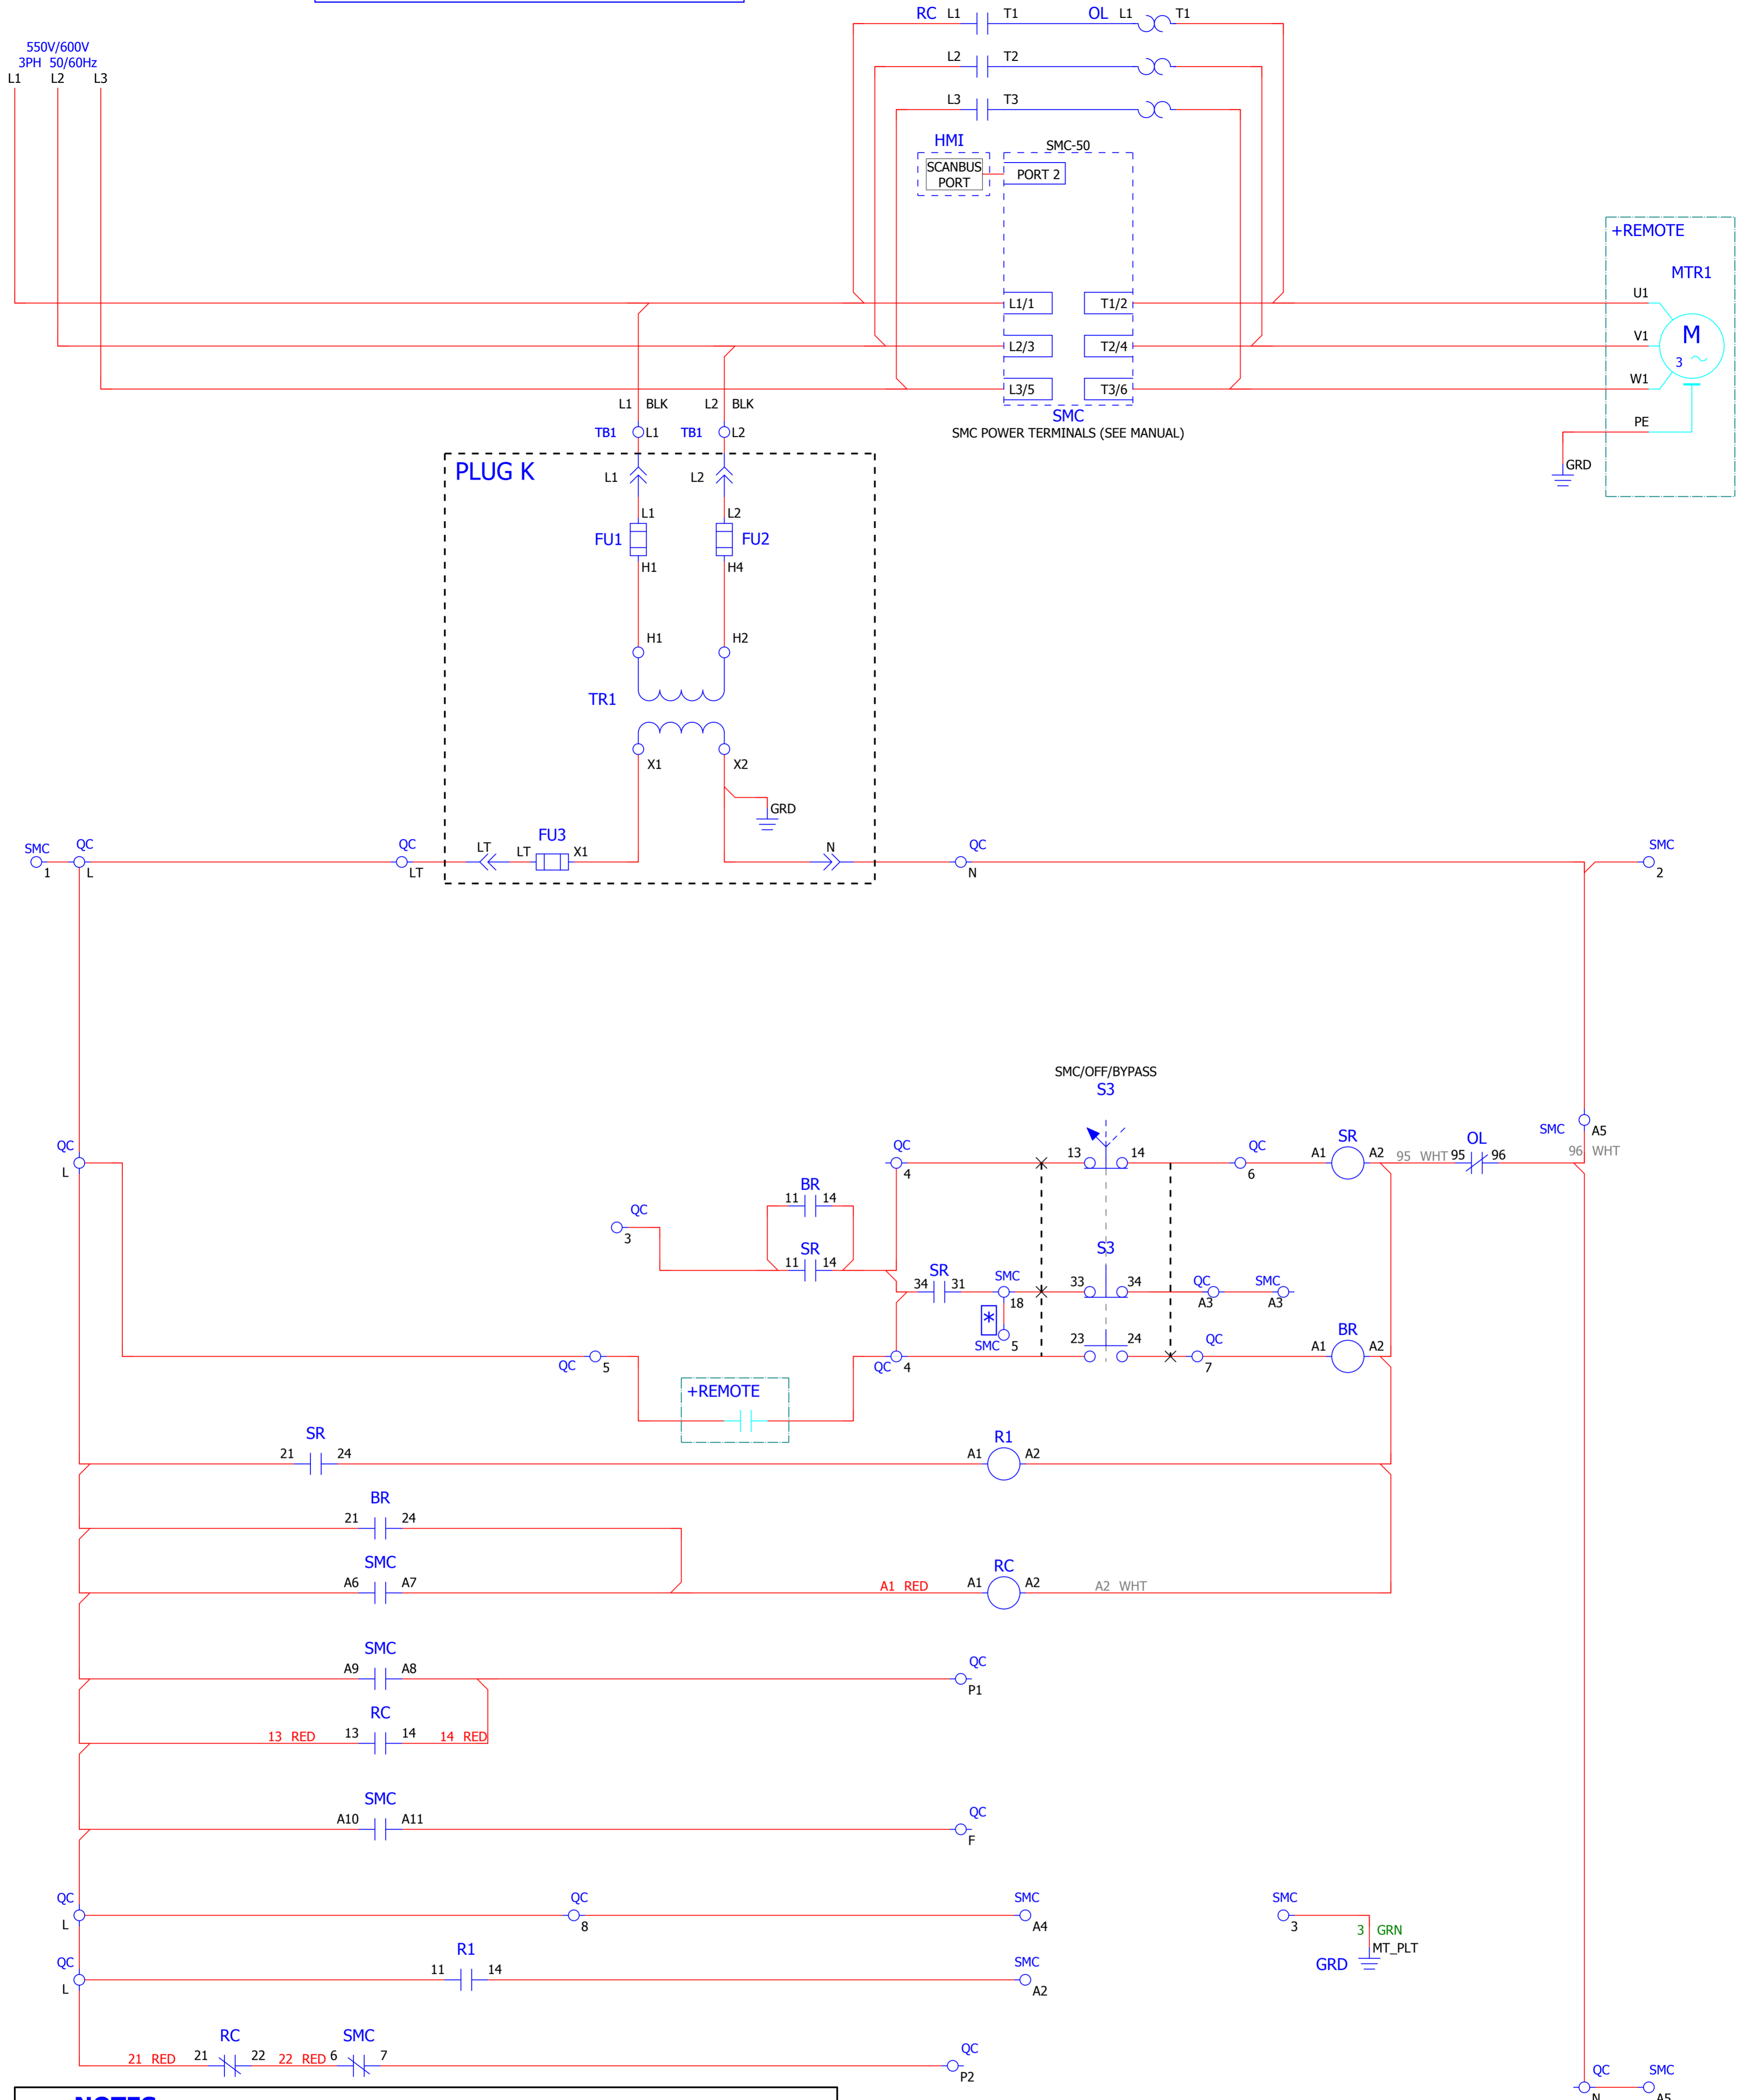 RC L1 T1 OL L1 T1
550V/600V
3PH 50/60Hz
L1 L2 L3
L2 T2
L3 T3
HMI
SMC-50
SCANBUS
PORT
PORT 2
+REMOTE
MTR1
L1/1 T1/2 U1
L2/3 T2/4 V1
M
3
L3/5 T3/6 W1
SMC
SMC POWER TERMINALS (SEE MANUAL)
PE
GRD
L1 BLK L2 BLK
TB1 L1 TB1 L2
PLUG K
L1 L2
L1 L2
FU1 FU2
H1 H4
H1 H2
TR1
X1 X2
GRD
SMC QC QC FU3 QC SMC
LT LT X1 N
1 L LT N 2
SMC/OFF/BYPASS
S3
SMC A5
QC QC 13 14 QC SR OL
A1 A2 95 WHT 95 96 96 WHT
L 4 6
BR
11 14
QC
3
SR
11 14
S3
SR SMC QC SMC
34 31 33 34
18 A3 A3
*
SMC 5
23 24 QC BR
A1 A2
QC 5 QC 4 7
+REMOTE
SR R1
21 24 A1 A2
BR
21 24
SMC RC
A6 A7 A1 RED A1 A2 A2 WHT
SMC QC
A9 A8
P1
RC
13 RED 13 14 14 RED
SMC QC
A10 A11
F
QC QC SMC SMC
L 8 A4 3
3 GRN
MT_PLT
GRD
QC R1 SMC
11 14
L A2
RC SMC QC
21 RED 21 22 22 RED 6 7
P2
QC SMC
N A5
NOTES